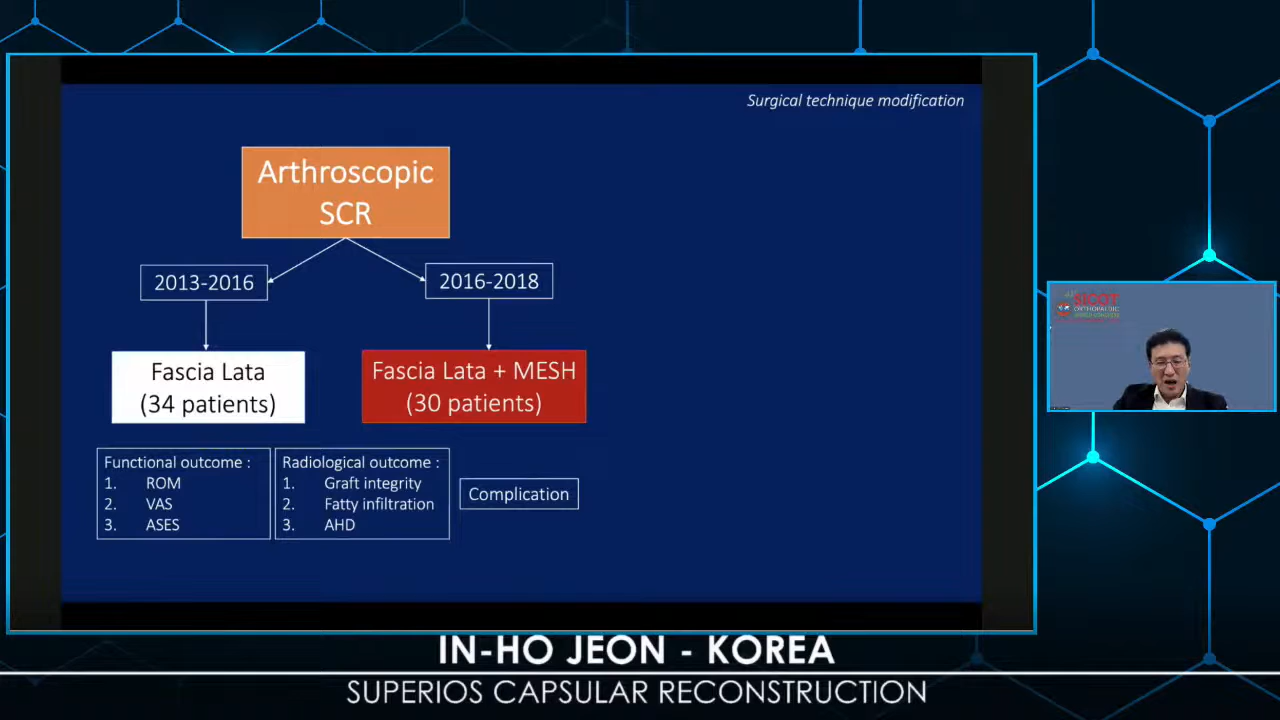 Surgical technique modification
Arthroscopic
SCR
2013-2016
2016-2018
Fascia Lata
(34 patients)
Fascia Lata + MESH
(30 patients)
Functional outcome :
1. ROM
2. VAS
3. ASES
Radiological outcome :
1. Graft integrity
2. Fatty infiltration
3. AHD
Complication
SICOT
ORTHOPAEDIC
IN-HO JEON - KOREA
SUPERIOS CAPSULAR RECONSTRUCTION